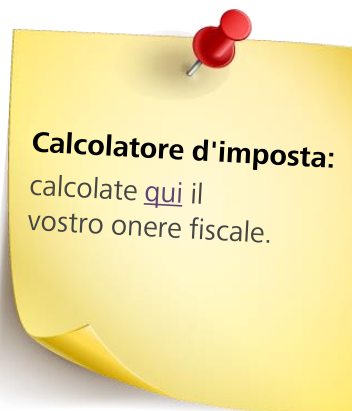 Calcolatore d'imposta:
calcolate qui il
vostro onere fiscale.